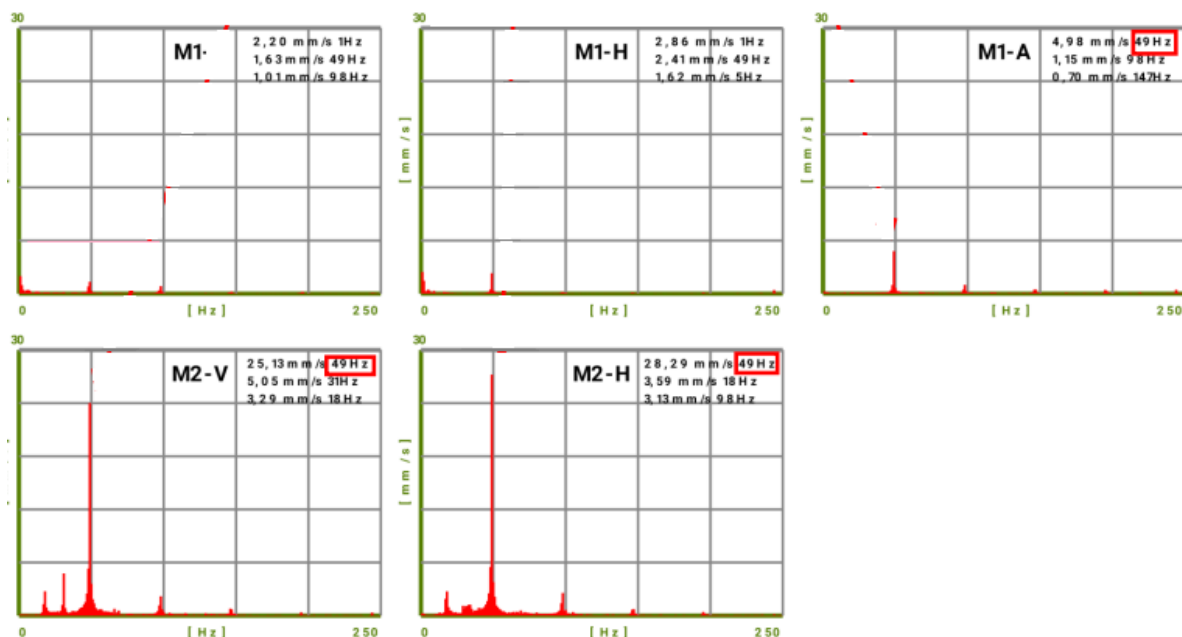 30
M1·
2,20 mm/s 1Hz
1,63 mm/s 49Hz
1,01 mm/s 98Hz
0
[Hz]
250
30
M1-H
2,86 mm/s 1Hz
2,41 mm/s 49Hz
1,62 mm/s 5Hz
[mm/s]
0
[Hz]
250
30
M1-A
4,98 mm/s 49Hz
1,15 mm/s 98Hz
0,70 mm/s 147Hz
[mm/s]
0
[Hz]
250
30
M2-V
25,13 mm/s 49Hz
5,05 mm/s 31Hz
3,29 mm/s 18Hz
0
[Hz]
250
30
M2-H
28,29 mm/s 49Hz
3,59 mm/s 18Hz
3,13 mm/s 98Hz
[mm/s]
0
[Hz]
250